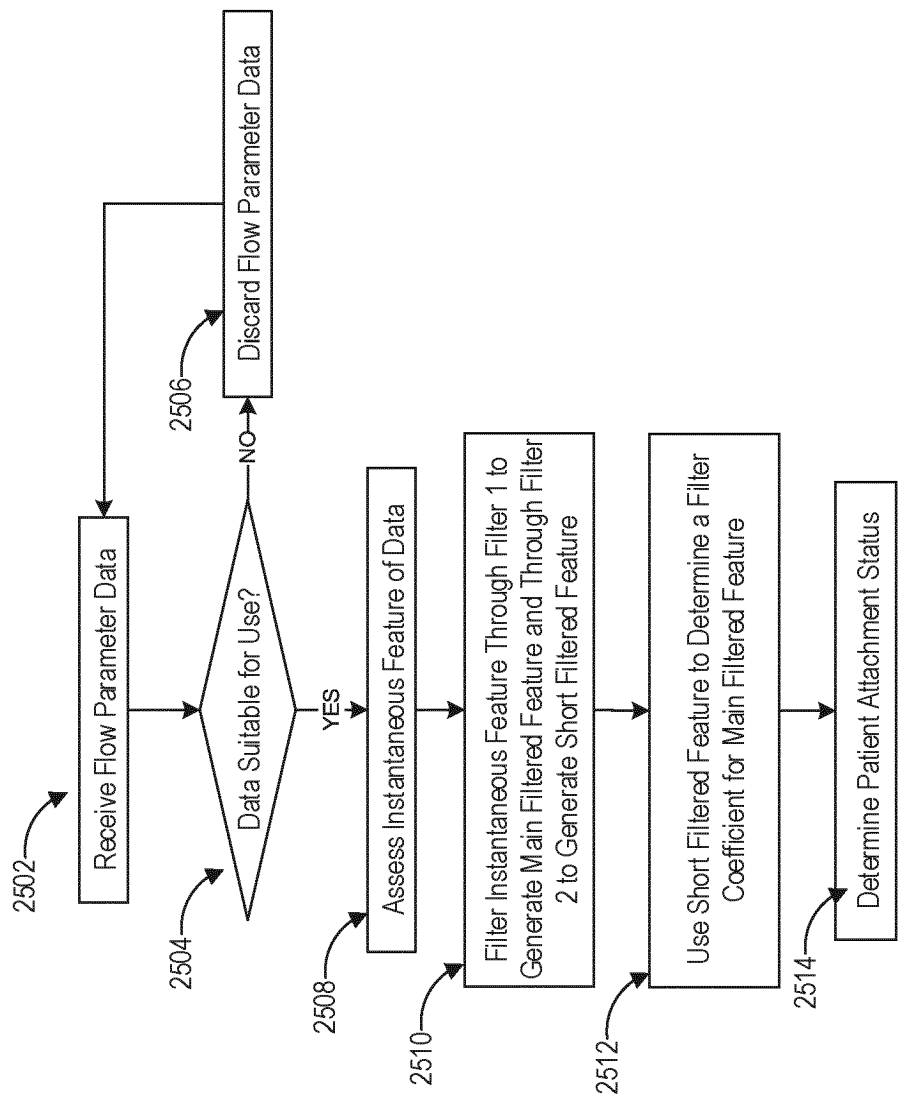 2502
Receive Flow Parameter Data
2504
Data Suitable for Use?
NO
2506
Discard Flow Parameter Data
YES
2508
Assess Instantaneous Feature of Data
2510
Filter Instantaneous Feature Through Filter 1 to
Generate Main Filtered Feature and Through Filter
2 to Generate Short Filtered Feature
2512
Use Short Filtered Feature to Determine a Filter
Coefficient for Main Filtered Feature
2514
Determine Patient Attachment Status